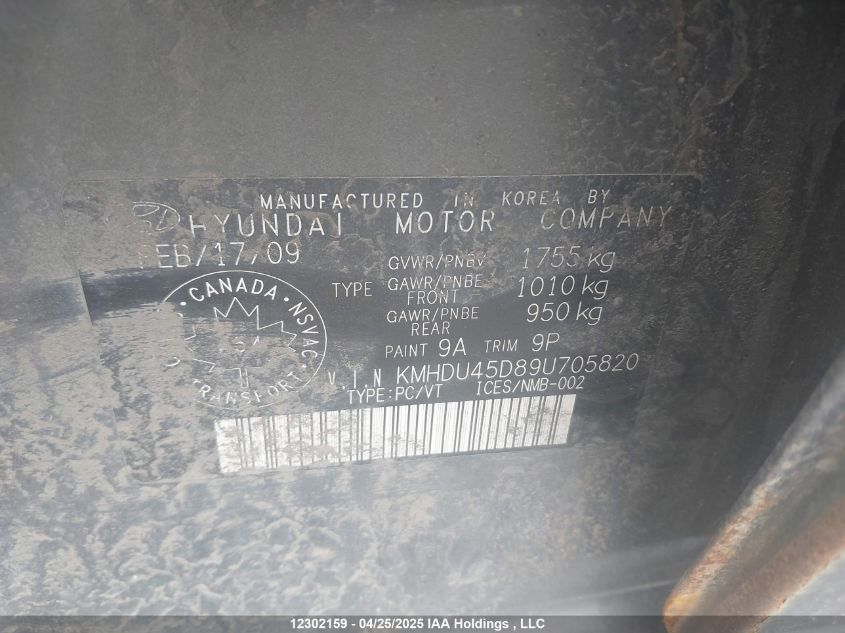 MANUFACTURED IN KOREA BY
HYUNDAI MOTOR COMPANY
FEB/17/09
GVWR/PNBV 1755 kg
TYPE GAWR/PNBE FRONT 1010 kg
GAWR/PNBE REAR 950 kg
PAINT 9A TRIM 9P
V.I.N KMHDU45D89U705820
TYPE:PC/VT ICES/NMB-002
CANADA · NSVAC
TRANSPORT
12302159 - 04/25/2025 IAA Holdings , LLC